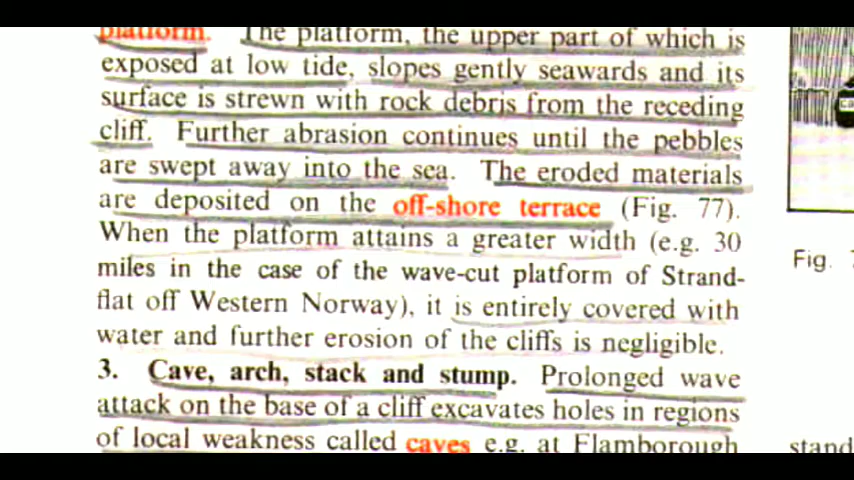 platform. The platform, the upper part of which is
exposed at low tide, slopes gently seawards and its
surface is strewn with rock debris from the receding
cliff. Further abrasion continues until the pebbles
are swept away into the sea. The eroded materials
are deposited on the off-shore terrace (Fig. 77).
When the platform attains a greater width (e.g. 30
miles in the case of the wave-cut platform of Strand-
flat off Western Norway), it is entirely covered with
water and further erosion of the cliffs is negligible.
3. Cave, arch, stack and stump. Prolonged wave
attack on the base of a cliff excavates holes in regions
of local weakness called caves e.g. at Flamborough
Fig.
stand